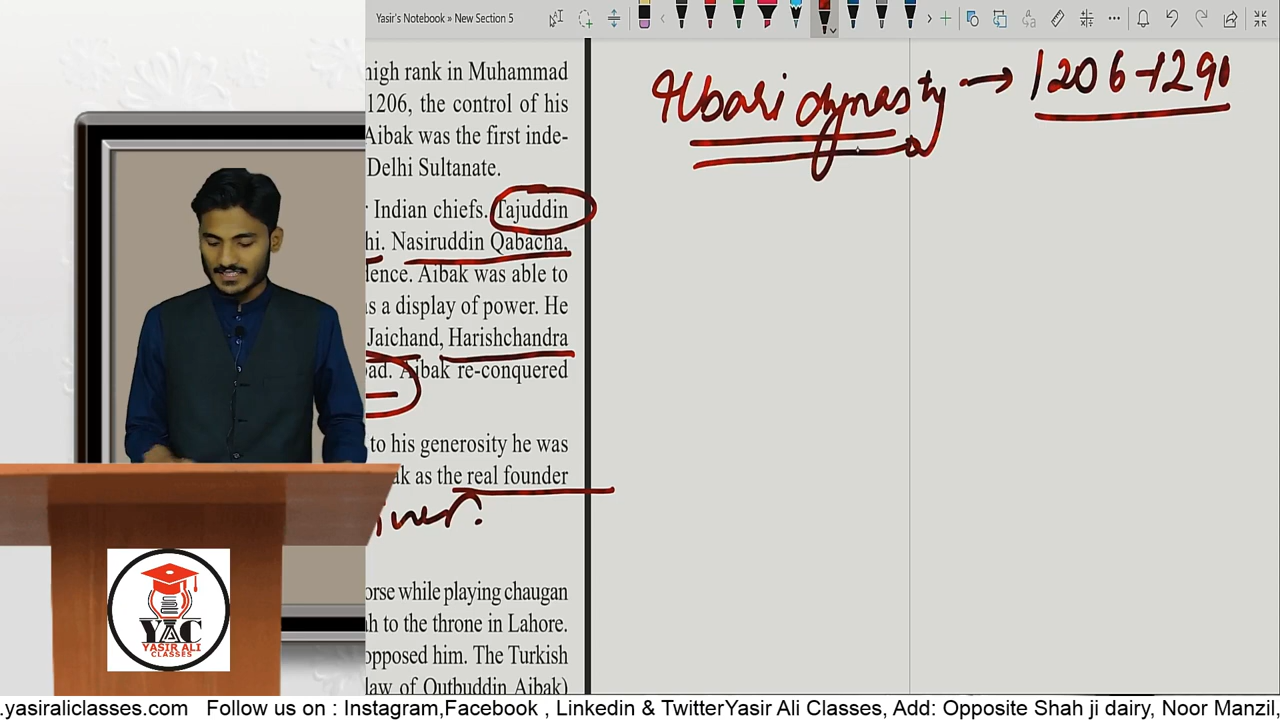 Yasir's Notebook » New Section 5
high rank in Muhammad
1206, the control of his
Aibak was the first inde-
Delhi Sultanate.
Indian chiefs. Tajuddin
hi. Nasiruddin Qabacha,
dence. Aibak was able to
as a display of power. He
Jaichand, Harishchandra
ad. Aibak re-conquered
to his generosity he was
ak as the real founder
iver.
orse while playing chaugan
h to the throne in Lahore.
opposed him. The Turkish
law of Qutbuddin Aibak)
Ilbari dynasty → 1206-1290
YAC
YASIR ALI
CLASSES
.yasiraliclasses.com Follow us on : Instagram,Facebook , Linkedin & TwitterYasir Ali Classes, Add: Opposite Shah ji dairy, Noor Manzil,